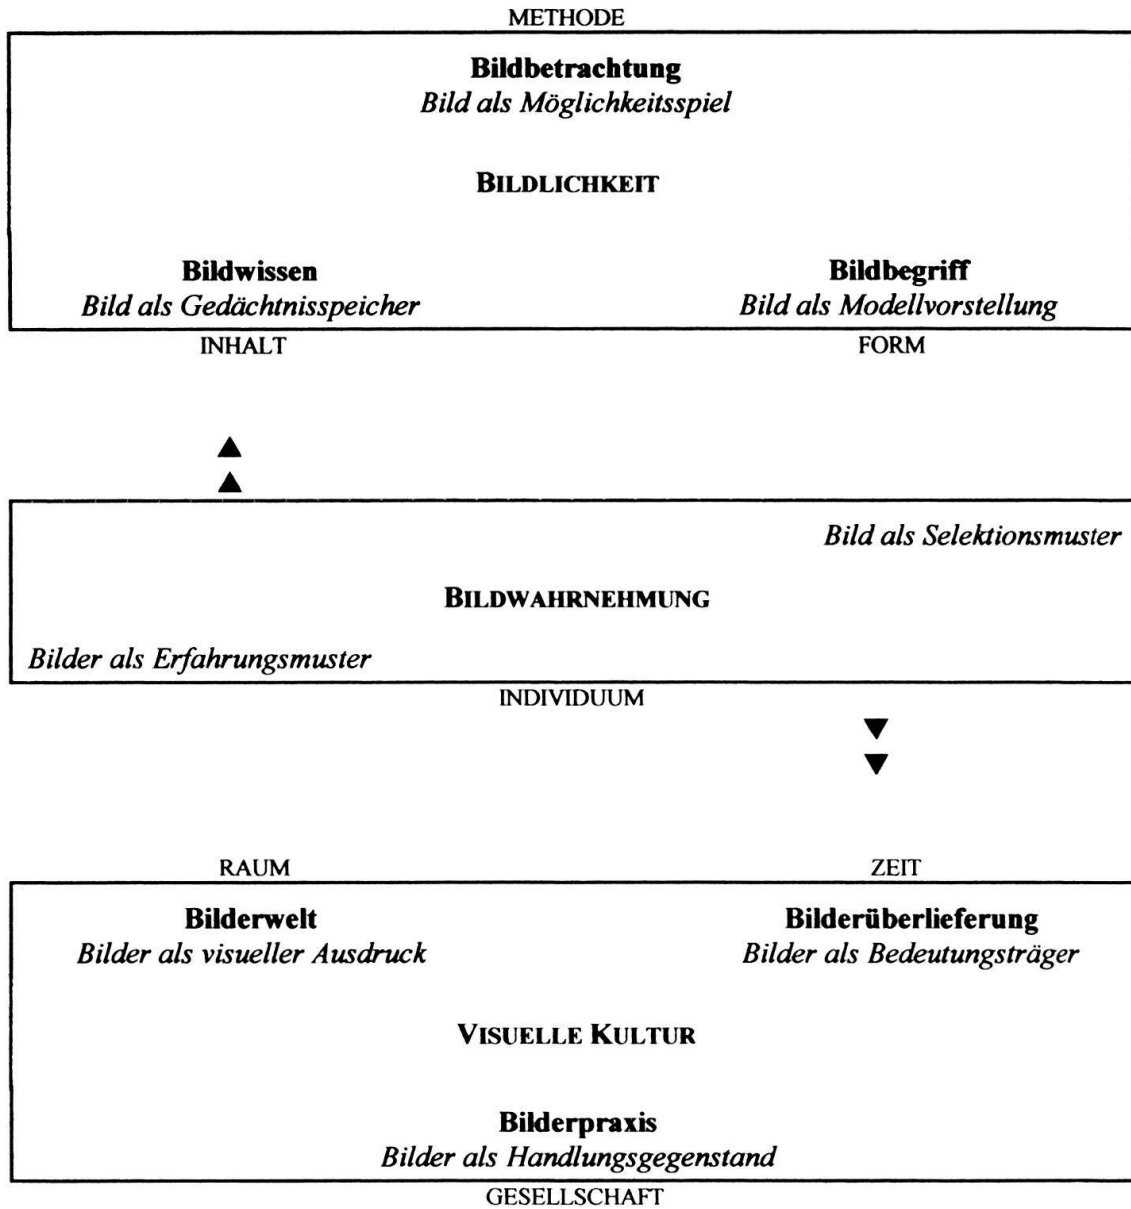 METHODE
Bildbetrachtung
Bild als Möglichkeitsspiel
BILDLICHKEIT
Bildwissen
Bildbegriff
Bild als Gedächtnisspeicher
Bild als Modellvorstellung
INHALT
FORM
Bild als Selektionsmuster
BILDWAHRNEHMUNG
Bilder als Erfahrungsmuster
INDIVIDUUM
RAUM
ZEIT
Bilderwelt
Bilderüberlieferung
Bilder als visueller Ausdruck
Bilder als Bedeutungsträger
VISUELLE KULTUR
Bilderpraxis
Bilder als Handlungsgegenstand
GESELLSCHAFT